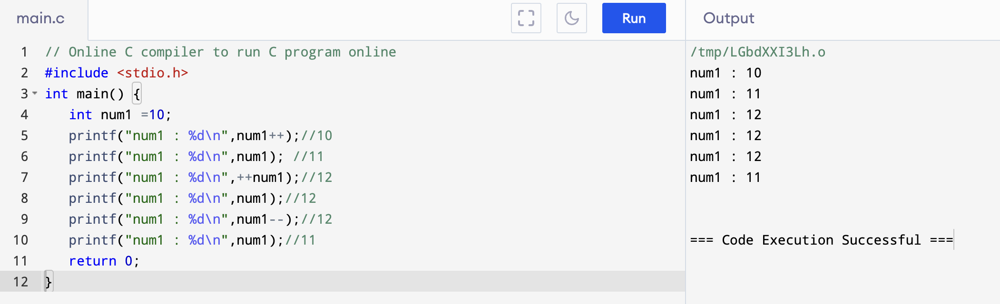 main.c
Run
Output
1 // Online C compiler to run C program online
2 #include <stdio.h>
3 int main() {
4    int num1 =10;
5    printf("num1 : %d\n",num1++);//10
6    printf("num1 : %d\n",num1); //11
7    printf("num1 : %d\n",++num1);//12
8    printf("num1 : %d\n",num1);//12
9    printf("num1 : %d\n",num1--);//12
10    printf("num1 : %d\n",num1);//11
11    return 0;
12 }
/tmp/LGbdXXI3Lh.o
num1 : 10
num1 : 11
num1 : 12
num1 : 12
num1 : 12
num1 : 11
=== Code Execution Successful ===